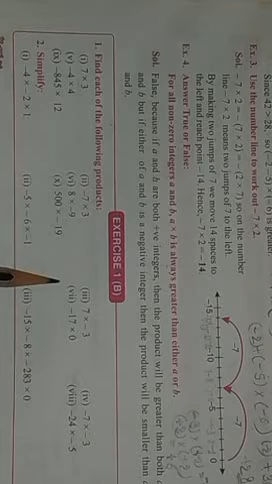 Since 42 > 28, so (−3) × (−6) is greater.
Ex. 3. Use the number line to work out −7 × 2.
Sol. −7 × 2 = −(7 × 2) = −(2 × 7) so on the number
line −7 × 2 means two jumps of 7 to the left.
By making two jumps of 7 we move 14 spaces to
the left and reach point −14. Hence, −7 × 2 = −14.
−7
−7
−15 −10 −5 −1 0
Ex. 4. Answer True or False:
For all non-zero integers a and b, a × b is always greater than either a or b.
Sol. False, because if a and b are both +ve integers, then the product will be greater than both
and b but if either of a and b is a negative integer then the product will be smaller than
and b.
EXERCISE 1 (B)
1. Find each of the following products:
(i) 7 × 3 (ii) −7 × 3 (iii) 7 × −3 (iv) −7 × −3
(v) −4 × 4 (vi) 8 × −9 (vii) −17 × 0 (viii) −24 × −5
(ix) −845 × 12 (x) 500 × −19
2. Simplify:
(i) −4 × −2 × 1 (ii) −5 × −6 × −1 (iii) −15 × −8 × −283 × 0